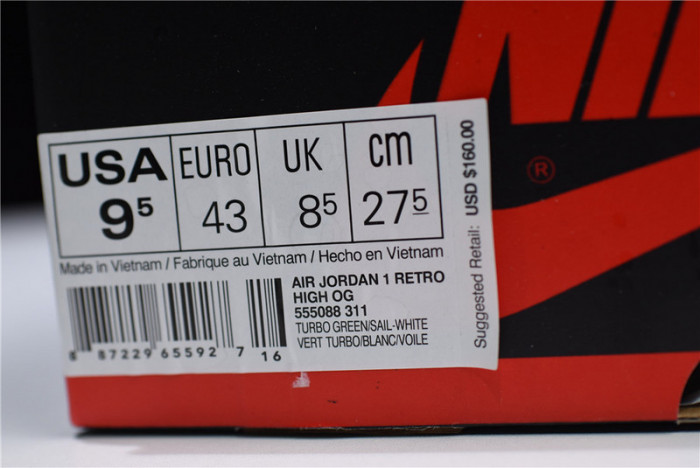 NIKE
®
USA EURO UK cm
9⁵ 43 8⁵ 27⁵
Made in Vietnam / Fabrique au Vietnam / Hecho en Vietnam
AIR JORDAN 1 RETRO
HIGH OG
555088 311
TURBO GREEN/SAIL-WHITE
VERT TURBO/BLANC/VOILE
8 87229 65592 7 16
Suggested Retail: USD $160.00